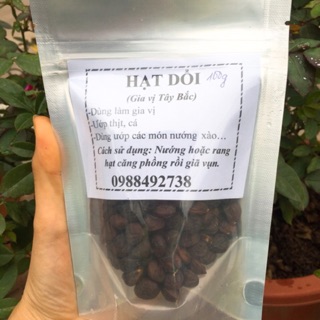 HẠT DỔI 100g
(Gia vị Tây Bắc)
-Dùng làm gia vị
-Ướp thịt, cá
-Dùng ướp các món nướng xào…
Cách sử dụng: Nướng hoặc rang
hạt căng phồng rồi giã vụn.
0988492738